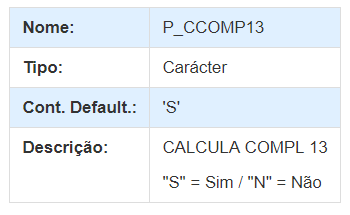 Nome: P_CCOMP13
Tipo: Carácter
Cont. Default.: 'S'
Descrição: CALCULA COMPL 13
"S" = Sim / "N" = Não